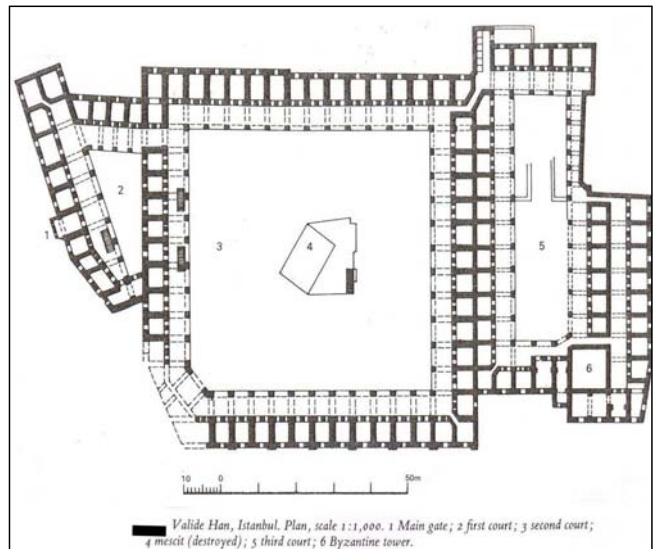 1
2
3
4
5
6
10 0 50m
Valide Han, Istanbul. Plan, scale 1:1,000. 1 Main gate; 2 first court; 3 second court;
4 mescit (destroyed); 5 third court; 6 Byzantine tower.